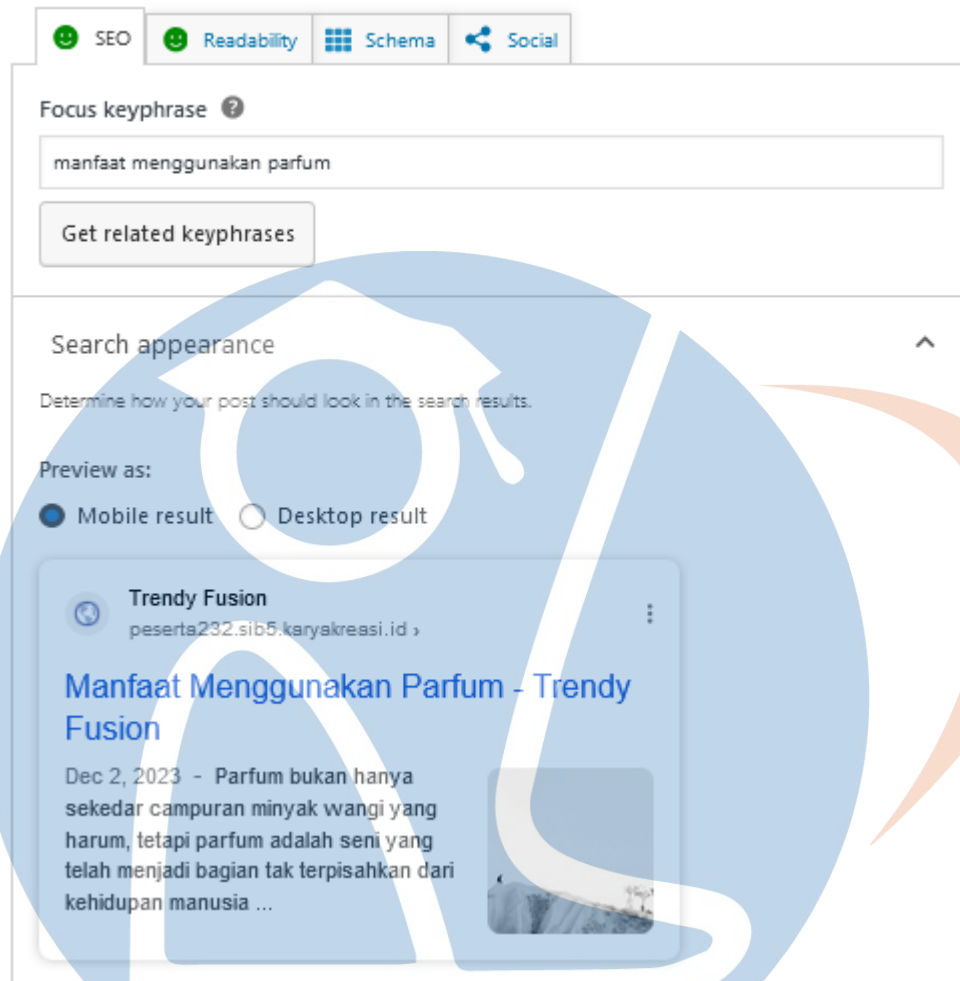 SEO
Readability
Schema
Social
Focus keyphrase
manfaat menggunakan parfum
Get related keyphrases
Search appearance
Determine how your post should look in the search results.
Preview as:
Mobile result
Desktop result
Trendy Fusion
peserta232.sib5.karyakreasi.id ›
Manfaat Menggunakan Parfum - Trendy
Fusion
Dec 2, 2023 - Parfum bukan hanya
sekedar campuran minyak wangi yang
harum, tetapi parfum adalah seni yang
telah menjadi bagian tak terpisahkan dari
kehidupan manusia ...